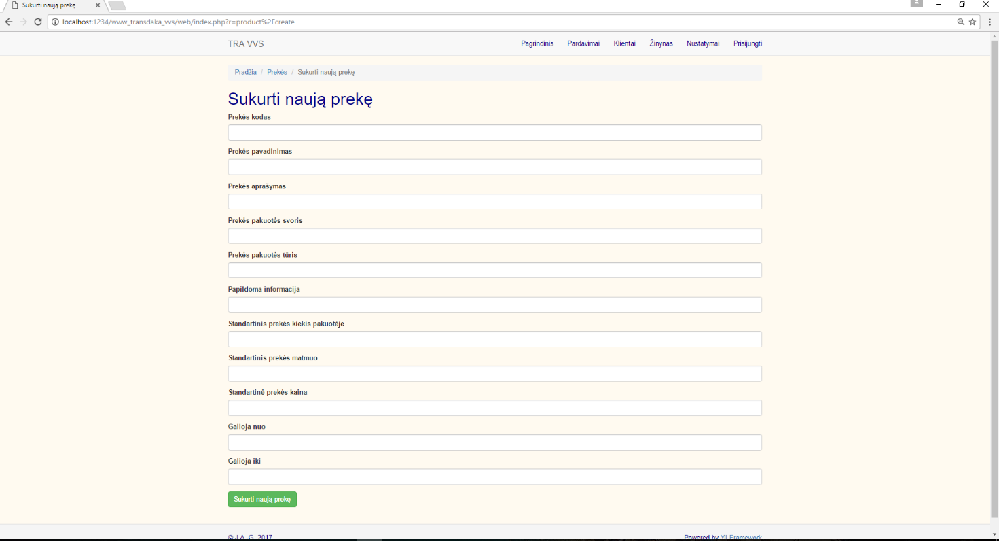 Sukurti naują prekę
localhost:1234/www_transdaka_vvs/web/index.php?r=product%2Fcreate
TRA VVS Pagrindinis Pardavimai Klientai Žinynas Nustatymai Prisijungti
Pradžia / Prekės / Sukurti naują prekę
Sukurti naują prekę
Prekės kodas
Prekės pavadinimas
Prekės aprašymas
Prekės pakuotės svoris
Prekės pakuotės tūris
Papildoma informacija
Standartinis prekės kiekis pakuotėje
Standartinis prekės matmuo
Standartinė prekės kaina
Galioja nuo
Galioja iki
Sukurti naują prekę
© J.A.-G. 2017 Powered by Yii Framework